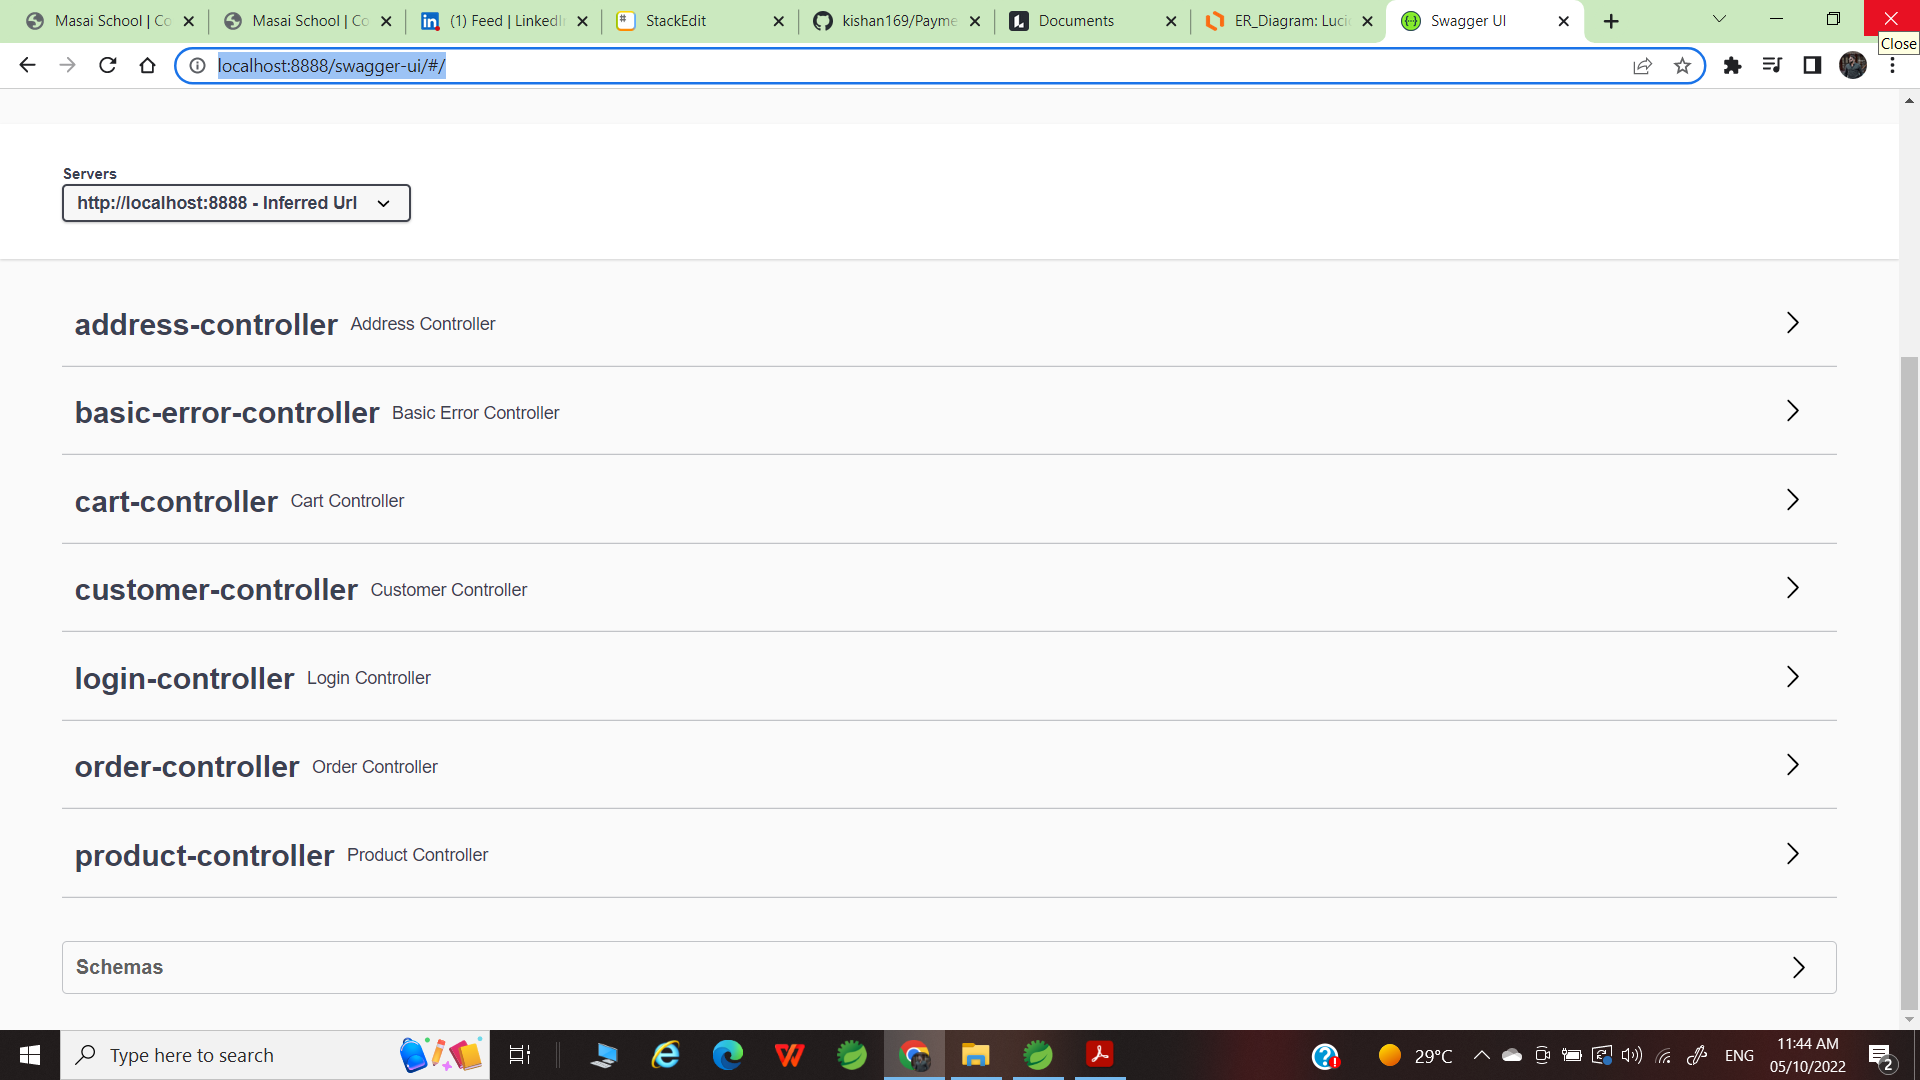 Masai School | Co
Masai School | Co
(1) Feed | LinkedIn
StackEdit
kishan169/Payme
Documents
ER_Diagram: Luci
Swagger UI
Close
localhost:8888/swagger-ui/#/
Servers
http://localhost:8888 - Inferred Url
address-controller Address Controller
basic-error-controller Basic Error Controller
cart-controller Cart Controller
customer-controller Customer Controller
login-controller Login Controller
order-controller Order Controller
product-controller Product Controller
Schemas
Type here to search
29°C
ENG
11:44 AM
05/10/2022
2